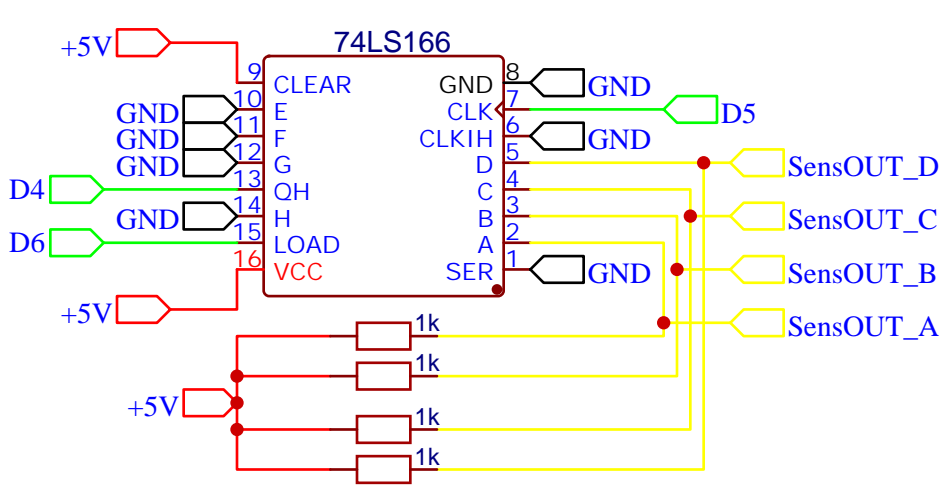 74LS166
+5V
9 CLEAR
GND 8 GND
GND 10 E
CLK 7 D5
GND 11 F
CLKIH 6 GND
GND 12 G
D 5 SensOUT_D
D4 13 QH
C 4 SensOUT_C
GND 14 H
B 3 SensOUT_B
D6 15 LOAD
A 2 SensOUT_A
+5V 16 VCC
SER 1 GND
1k
1k
+5V
1k
1k